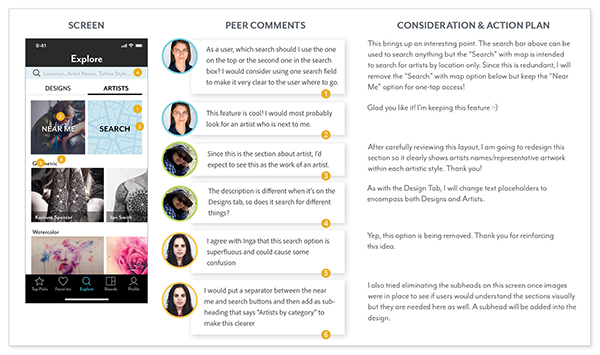 SCREEN
PEER COMMENTS
CONSIDERATION & ACTION PLAN
9:41
Explore
Location, Artist Name, Tattoo Style...
4
DESIGNS
ARTISTS
NEAR ME
SEARCH
1
Geometric
6
Karinne Spencer
Ian Smith
Watercolor
Top Picks
Favorites
Explore
Boards
Profile
As a user, which search should I use the one
on the top or the second one in the search
box? I would consider using one search field
to make it very clear to the user where to go.
1
This feature is cool! I would most probably
look for an artist who is next to me.
2
Since this is the section about artist, I'd
expect to see this as the work of an artist.
3
The description is different when it's on the
Designs tab, so does it search for different
things?
4
I agree with Inga that this search option is
superfluous and could cause some
confusion
5
I would put a separator between the near
me and search buttons and then add as sub-
heading that says "Artists by category" to
make this clearer
6
This brings up an interesting point. The search bar above can be
used to search anything but the "Search" with map is intended
to search for artists by location only. Since this is redundant, I will
remove the "Search" with map option below but keep the "Near
Me" option for one-tap access!
Glad you like it! I'm keeping this feature :-)
After carefully reviewing this layout, I am going to redesign this
section so it clearly shows artists names/representative artwork
within each artistic style. Thank you!
As with the Design Tab, I will change text placeholders to
encompass both Designs and Artists.
Yep, this option is being removed. Thank you for reinforcing
this idea.
I also tried eliminating the subheads on this screen once images
were in place to see if users would understand the sections visually
but they are needed here as well. A subhead will be added into the
design.